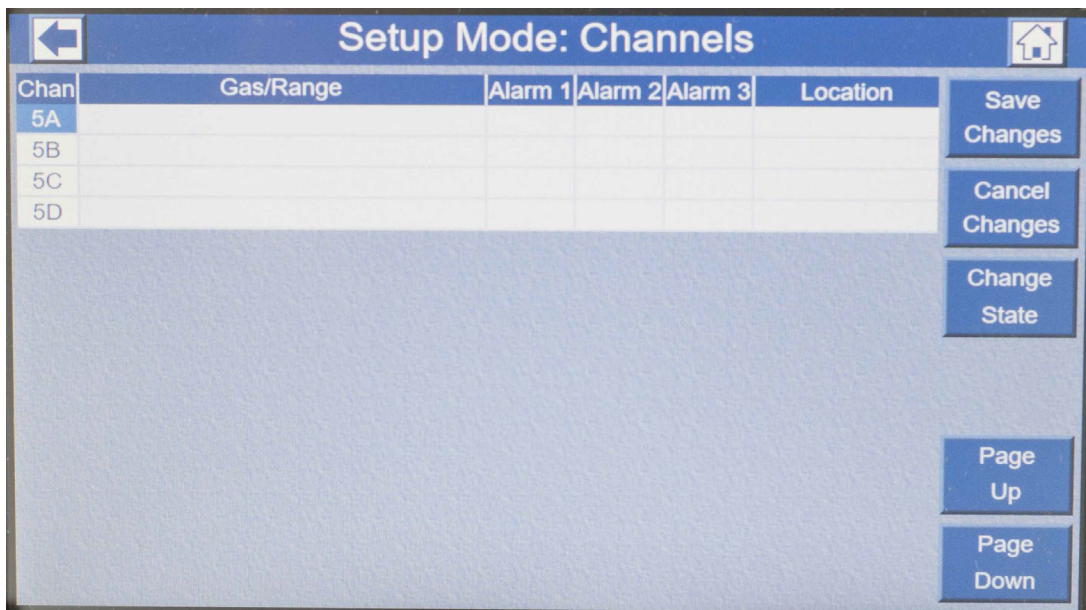 Setup Mode: Channels
Chan Gas/Range Alarm 1 Alarm 2 Alarm 3 Location
5A
5B
5C
5D
Save
Changes
Cancel
Changes
Change
State
Page
Up
Page
Down